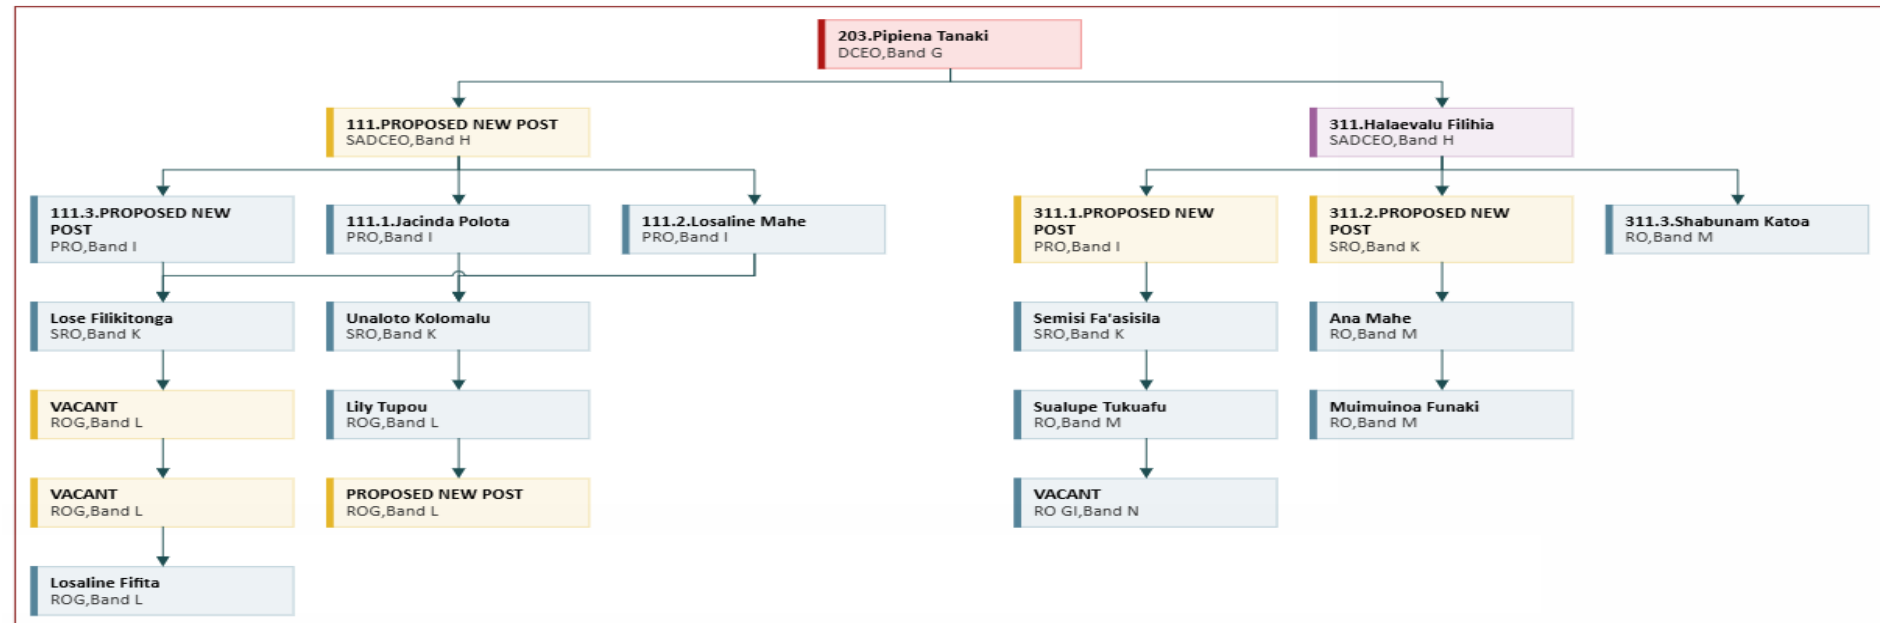 203.Pipiena Tanaki
DCEO,Band G
111.PROPOSED NEW POST
SADCEO,Band H
311.Halaevalu Filihia
SADCEO,Band H
111.3.PROPOSED NEW
POST
PRO,Band I
111.1.Jacinda Polota
PRO,Band I
111.2.Losaline Mahe
PRO,Band I
311.1.PROPOSED NEW
POST
PRO,Band I
311.2.PROPOSED NEW
POST
SRO,Band K
311.3.Shabunam Katoa
RO,Band M
Lose Filikitonga
SRO,Band K
Unaloto Kolomalu
SRO,Band K
Semisi Fa'asisila
SRO,Band K
Ana Mahe
RO,Band M
VACANT
ROG,Band L
Lily Tupou
ROG,Band L
Sualupe Tukuafu
RO,Band M
Muimuinoa Funaki
RO,Band M
VACANT
ROG,Band L
PROPOSED NEW POST
ROG,Band L
VACANT
RO GI,Band N
Losaline Fifita
ROG,Band L